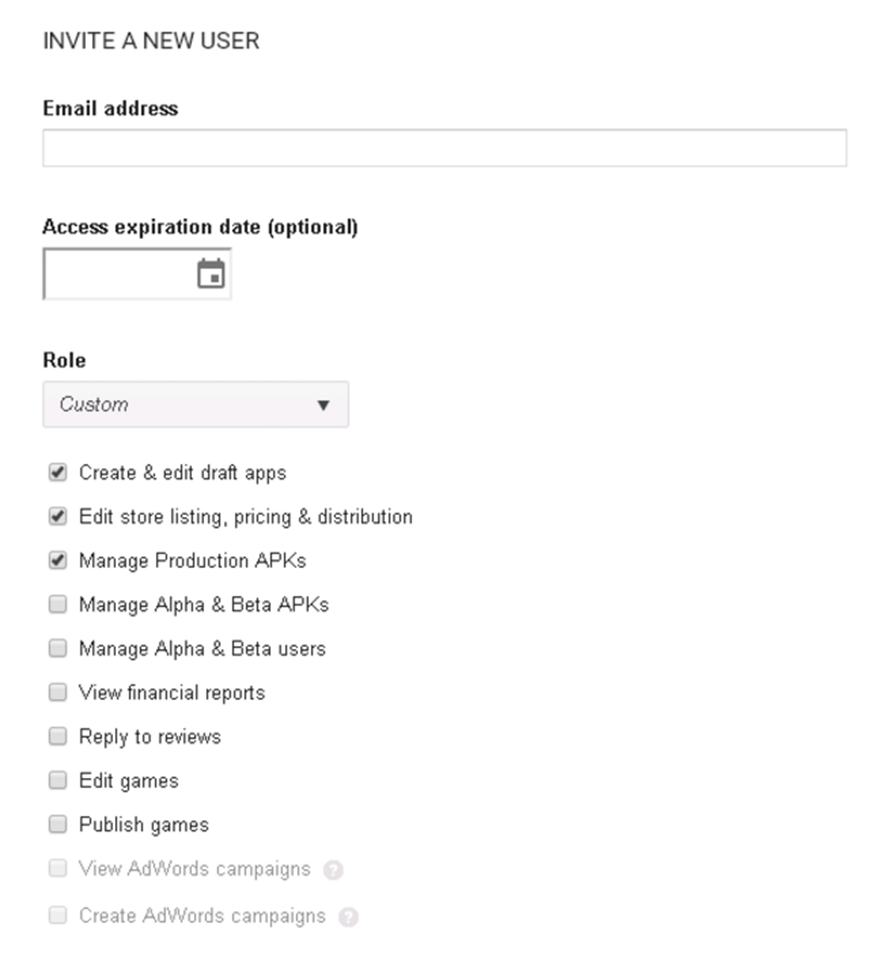 INVITE A NEW USER
Email address
Access expiration date (optional)
Role
Custom
Create & edit draft apps
Edit store listing, pricing & distribution
Manage Production APKs
Manage Alpha & Beta APKs
Manage Alpha & Beta users
View financial reports
Reply to reviews
Edit games
Publish games
View AdWords campaigns ?
Create AdWords campaigns ?